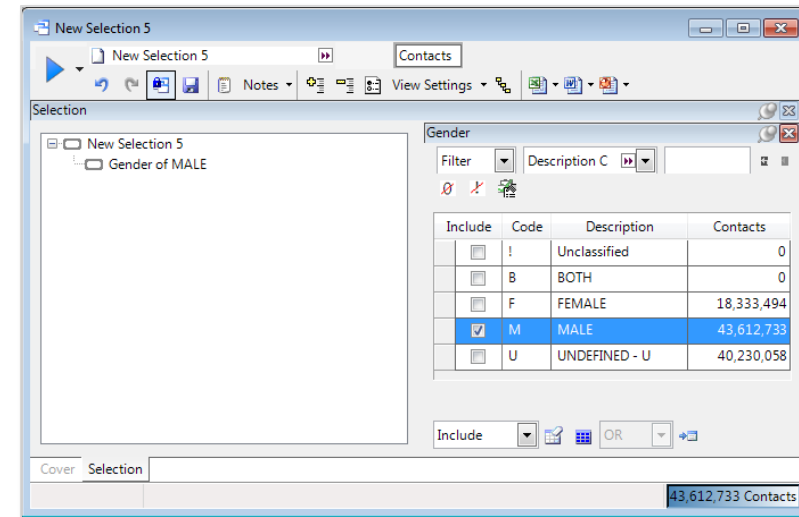 New Selection 5
New Selection 5 Contacts
Notes View Settings
Selection
Gender
New Selection 5
Gender of MALE
Filter Description C
Include Code Description Contacts
! Unclassified 0
B BOTH 0
F FEMALE 18,333,494
M MALE 43,612,733
U UNDEFINED - U 40,230,058
Include OR
Cover Selection
43,612,733 Contacts